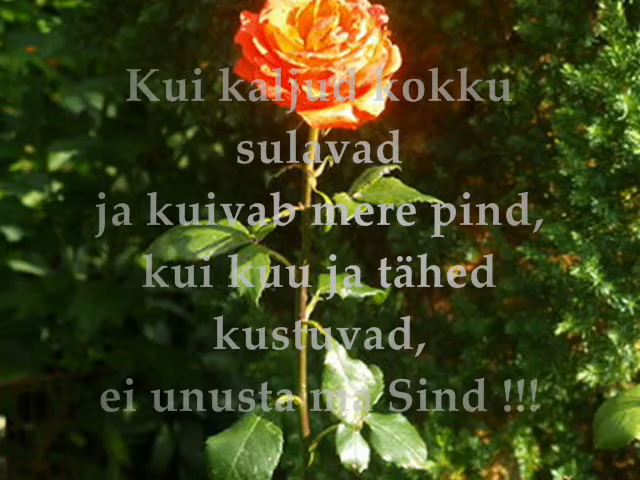 Kui kaljud kokku
sulavad
ja kuivab mere pind,
kui kuu ja tähed
kustuvad,
ei unusta ma Sind !!!